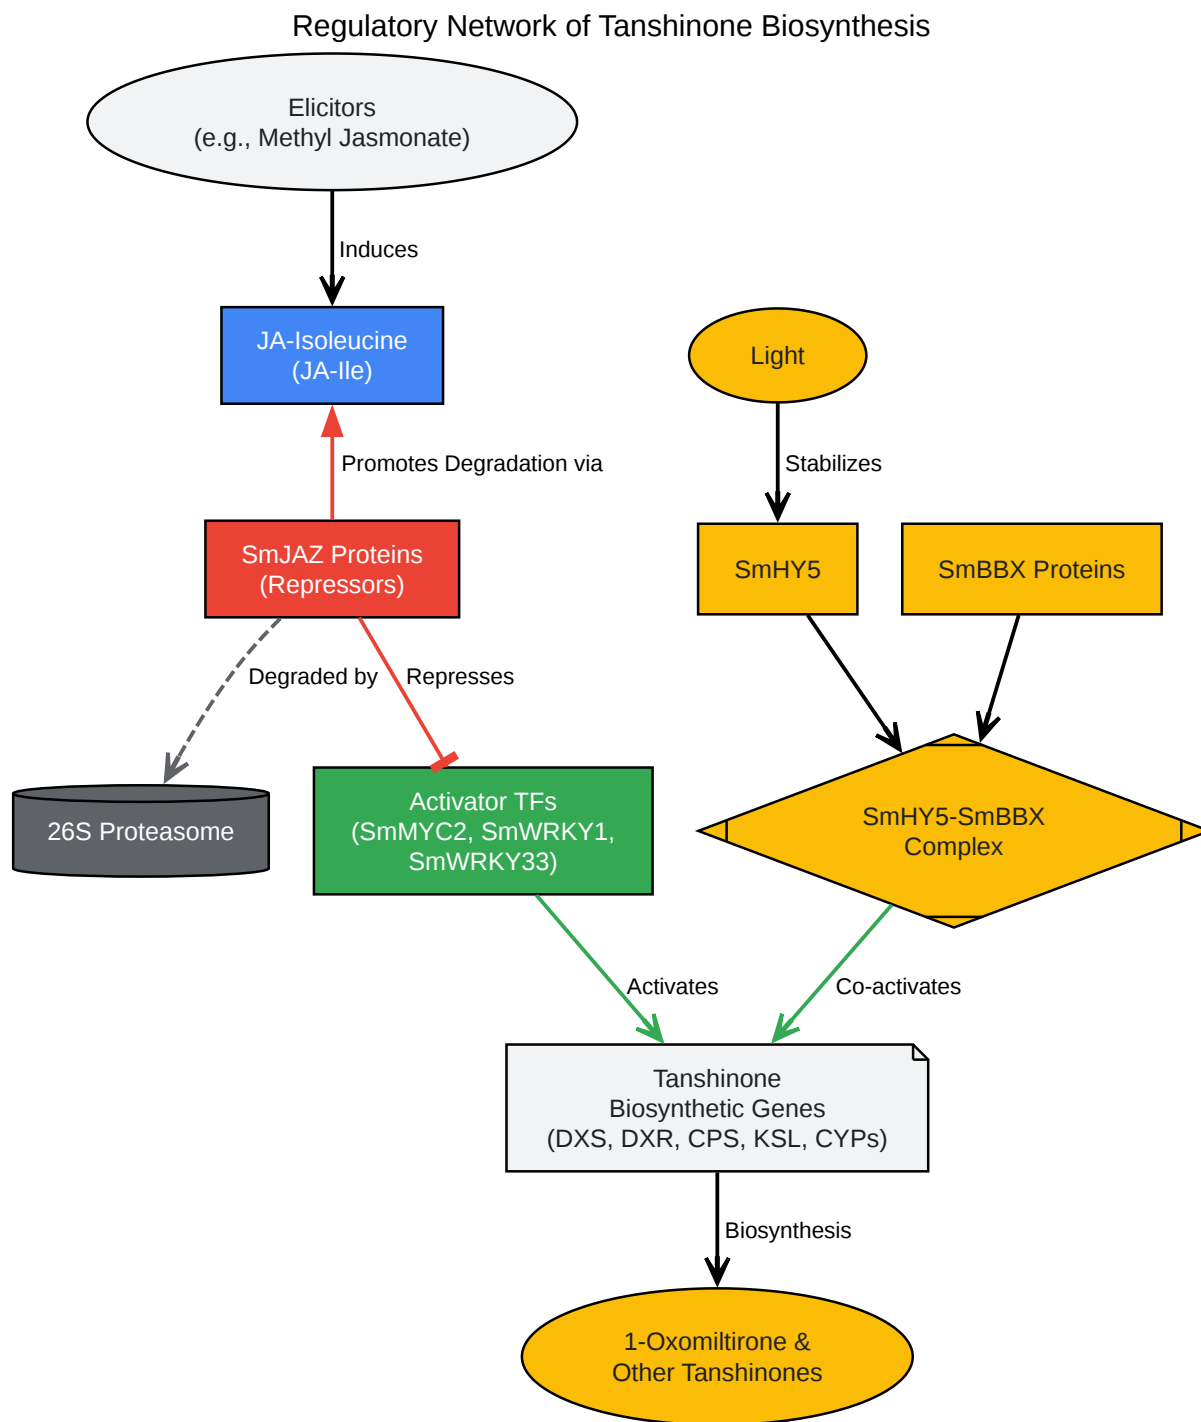 Regulatory Network of Tanshinone Biosynthesis
Elicitors
(e.g., Methyl Jasmonate)
Induces
JA-Isoleucine
(JA-Ile)
Light
Promotes Degradation via
Stabilizes
SmJAZ Proteins
(Repressors)
SmHY5
SmBBX Proteins
Degraded by
Represses
26S Proteasome
Activator TFs
(SmMYC2, SmWRKY1,
SmWRKY33)
SmHY5-SmBBX
Complex
Activates
Co-activates
Tanshinone
Biosynthetic Genes
(DXS, DXR, CPS, KSL, CYPs)
Biosynthesis
1-Oxomiltirone &
Other Tanshinones